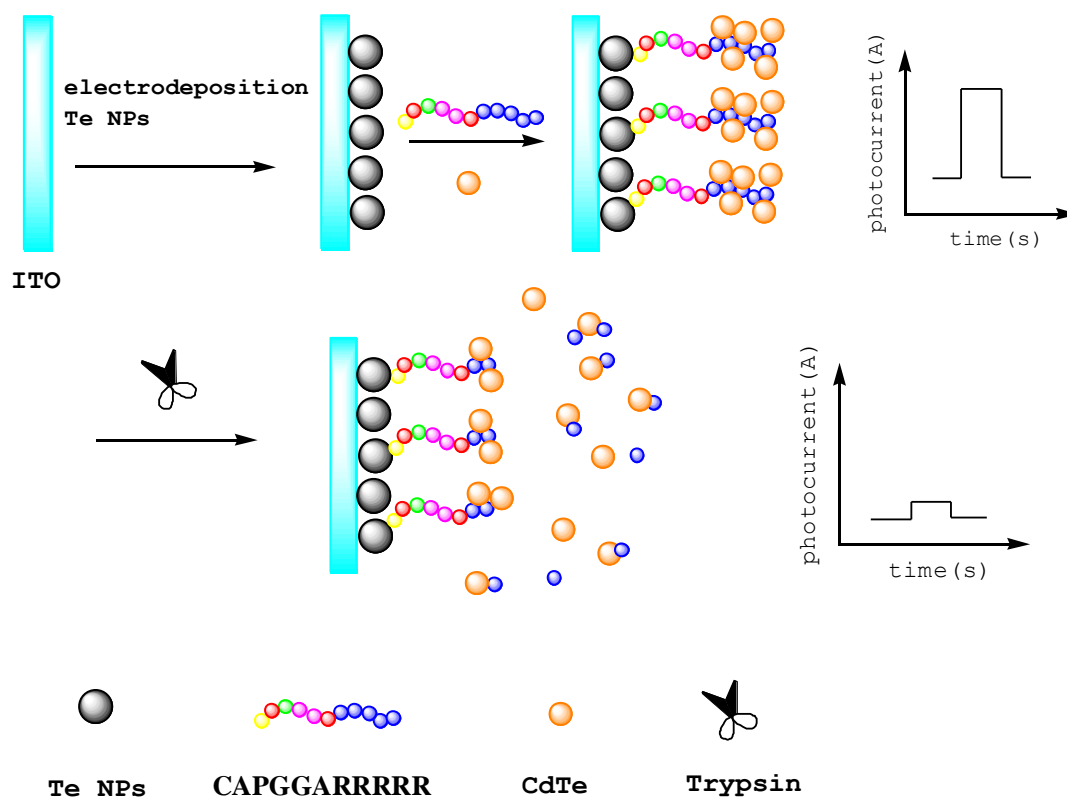 electrodeposition
Te NPs
ITO
photocurrent(A)
time(s)
photocurrent(A)
time(s)
Te NPs
CAPGGARRRRR
CdTe
Trypsin